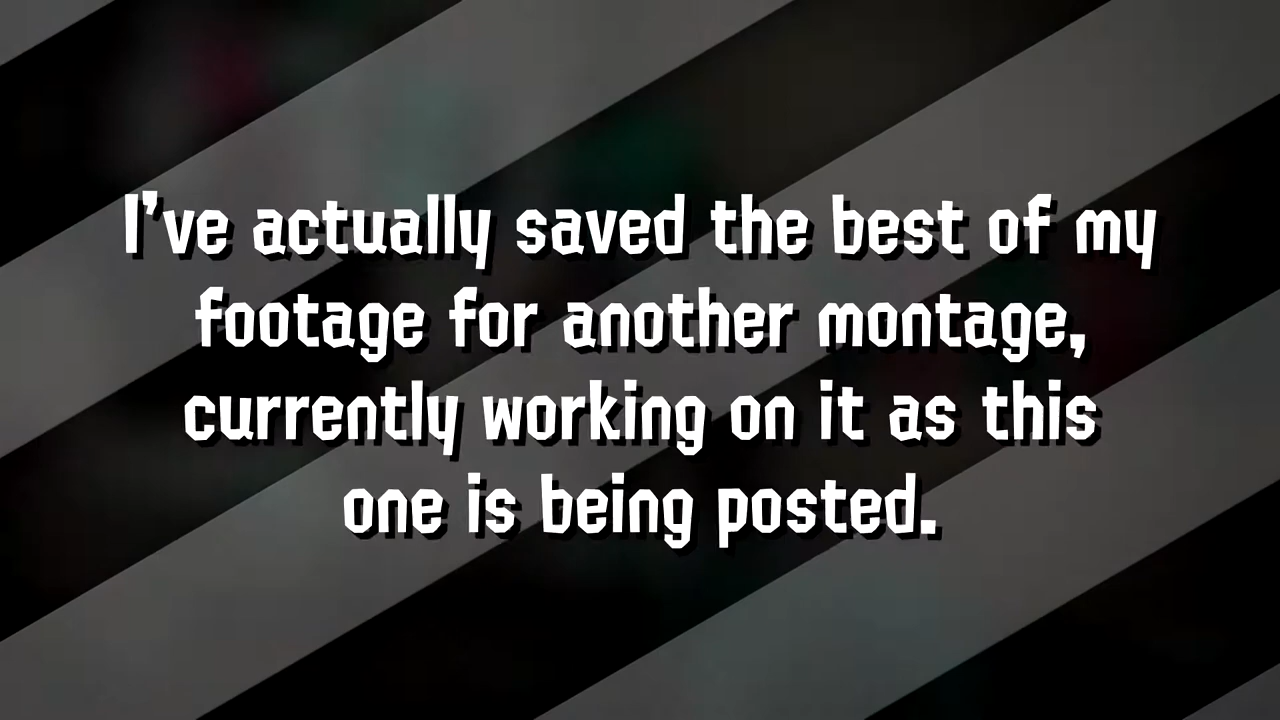 I've actually saved the best of my
footage for another montage,
currently working on it as this
one is being posted.